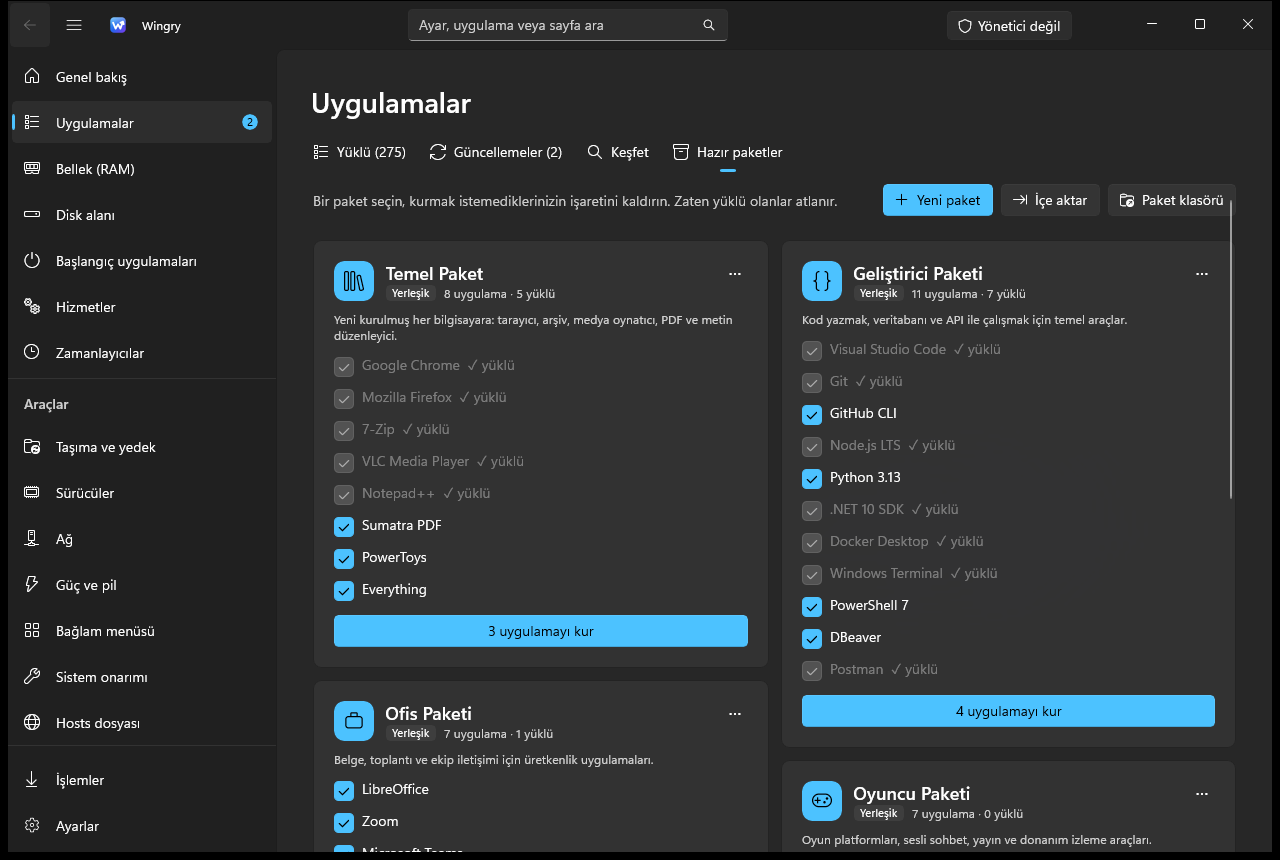 Wingry
Ayar, uygulama veya sayfa ara
Yönetici değil
Genel bakış
Uygulamalar
2
Bellek (RAM)
Disk alanı
Başlangıç uygulamaları
Hizmetler
Zamanlayıcılar
Araçlar
Taşıma ve yedek
Sürücüler
Ağ
Güç ve pil
Bağlam menüsü
Sistem onarımı
Hosts dosyası
İşlemler
Ayarlar
Uygulamalar
Yüklü (275)
Güncellemeler (2)
Keşfet
Hazır paketler
Bir paket seçin, kurmak istemediklerinizin işaretini kaldırın. Zaten yüklü olanlar atlanır.
Yeni paket
İçe aktar
Paket klasörü
Temel Paket
Yerleşik 8 uygulama · 5 yüklü
Yeni kurulmuş her bilgisayara: tarayıcı, arşiv, medya oynatıcı, PDF ve metin
düzenleyici.
Google Chrome ✓ yüklü
Mozilla Firefox ✓ yüklü
7-Zip ✓ yüklü
VLC Media Player ✓ yüklü
Notepad++ ✓ yüklü
Sumatra PDF
PowerToys
Everything
3 uygulamayı kur
Geliştirici Paketi
Yerleşik 11 uygulama · 7 yüklü
Kod yazmak, veritabanı ve API ile çalışmak için temel araçlar.
Visual Studio Code ✓ yüklü
Git ✓ yüklü
GitHub CLI
Node.js LTS ✓ yüklü
Python 3.13
.NET 10 SDK ✓ yüklü
Docker Desktop ✓ yüklü
Windows Terminal ✓ yüklü
PowerShell 7
DBeaver
Postman ✓ yüklü
4 uygulamayı kur
Ofis Paketi
Yerleşik 7 uygulama · 1 yüklü
Belge, toplantı ve ekip iletişimi için üretkenlik uygulamaları.
LibreOffice
Zoom
Microsoft Teams
Oyuncu Paketi
Yerleşik 7 uygulama · 0 yüklü
Oyun platformları, sesli sohbet, yayın ve donanım izleme araçları.